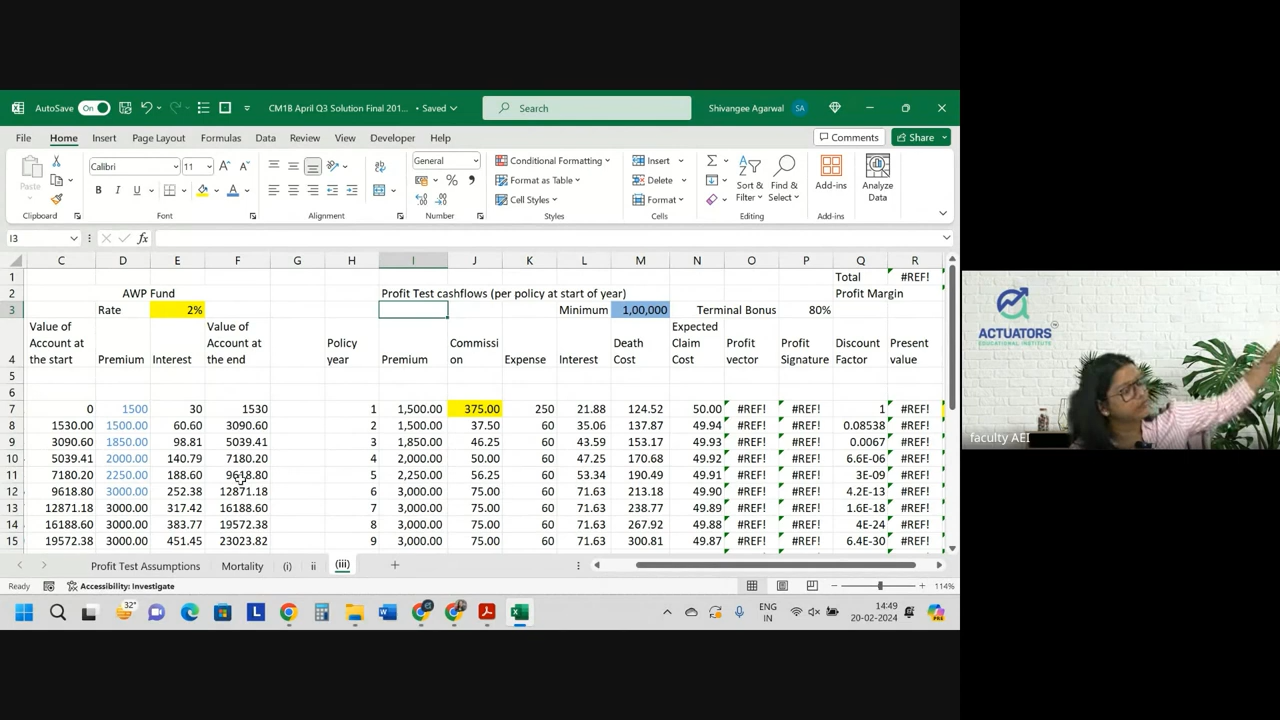 AutoSave On CM1B April Q3 Solution Final 201... • Saved Search Shivangee Agarwal SA
File Home Insert Page Layout Formulas Data Review View Developer Help Comments Share
Calibri 11 General Conditional Formatting Insert
Paste Format as Table Delete Sort & Find & Add-ins Analyze
B I U Cell Styles Format Filter Select Data
Clipboard Font Alignment Number Styles Cells Editing Add-ins
I3 fx
C D E F G H I J K L M N O P Q R
1 Total #REF!
2 AWP Fund Profit Test cashflows (per policy at start of year) Profit Margin
3 Rate 2% Minimum 1,00,000 Terminal Bonus 80%
Value of Value of Expected
Account at Account at Policy Commissi Death Claim Profit Profit Discount Present
4 the start Premium Interest the end year Premium on Expense Interest Cost Cost vector Signature Factor value
5
6
7 0 1500 30 1530 1 1,500.00 375.00 250 21.88 124.52 50.00 #REF! #REF! 1 #REF!
8 1530.00 1500.00 60.60 3090.60 2 1,500.00 37.50 60 35.06 137.87 49.94 #REF! #REF! 0.08538 #REF!
9 3090.60 1850.00 98.81 5039.41 3 1,850.00 46.25 60 43.59 153.17 49.93 #REF! #REF! 0.0067 #REF!
10 5039.41 2000.00 140.79 7180.20 4 2,000.00 50.00 60 47.25 170.68 49.92 #REF! #REF! 6.6E-06 #REF!
11 7180.20 2250.00 188.60 9618.80 5 2,250.00 56.25 60 53.34 190.49 49.91 #REF! #REF! 3E-09 #REF!
12 9618.80 3000.00 252.38 12871.18 6 3,000.00 75.00 60 71.63 213.18 49.90 #REF! #REF! 4.2E-13 #REF!
13 12871.18 3000.00 317.42 16188.60 7 3,000.00 75.00 60 71.63 238.77 49.89 #REF! #REF! 1.6E-18 #REF!
14 16188.60 3000.00 383.77 19572.38 8 3,000.00 75.00 60 71.63 267.92 49.88 #REF! #REF! 4E-24 #REF!
15 19572.38 3000.00 451.45 23023.82 9 3,000.00 75.00 60 71.63 300.81 49.87 #REF! #REF! 6.4E-30 #REF!
Profit Test Assumptions Mortality (i) ii (iii)
Ready Accessibility: Investigate 114%
32° ENG 14:49
IN 20-02-2024
ACTUATORS
EDUCATIONAL INSTITUTE
faculty AEI